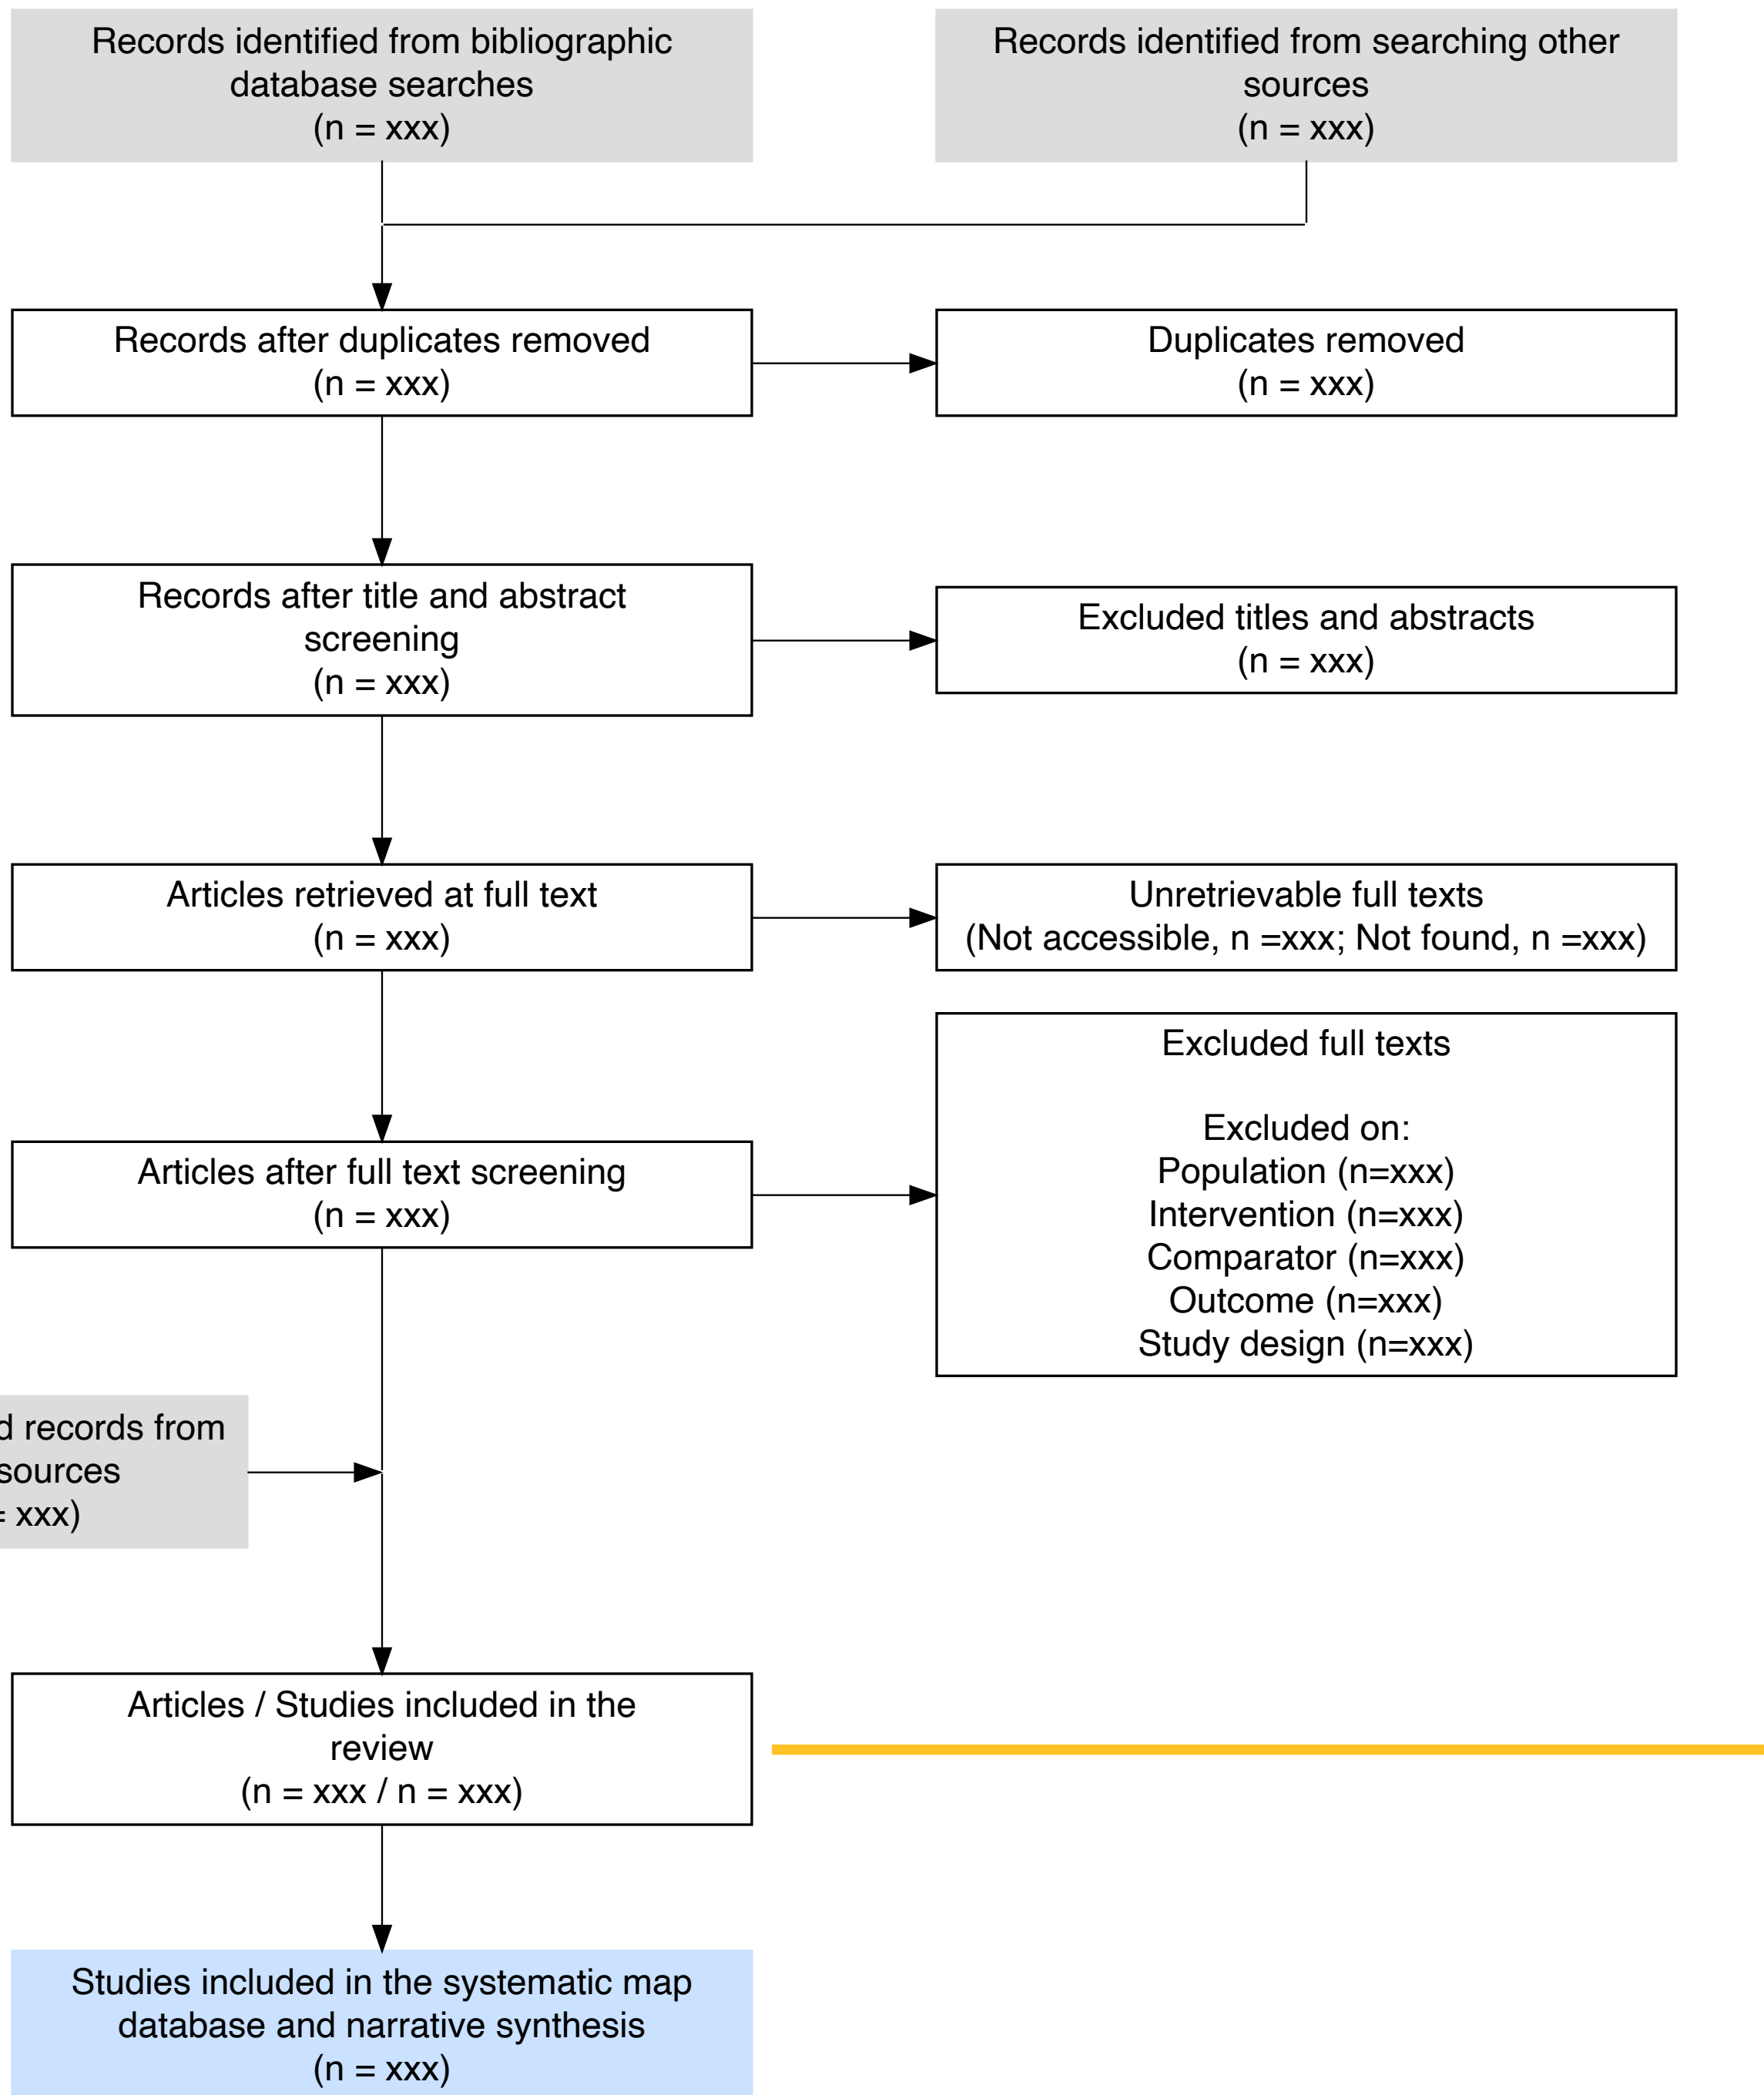 Records identified from bibliographic
database searches
(n = xxx)
Records identified from searching other
sources
(n = xxx)
Records after duplicates removed
(n = xxx)
Duplicates removed
(n = xxx)
Records after title and abstract
screening
(n = xxx)
Excluded titles and abstracts
(n = xxx)
Articles retrieved at full text
(n = xxx)
Unretrievable full texts
(Not accessible, n =xxx; Not found, n =xxx)
Articles after full text screening
(n = xxx)
Excluded full texts
Excluded on:
Population (n=xxx)
Intervention (n=xxx)
Comparator (n=xxx)
Outcome (n=xxx)
Study design (n=xxx)
records from
sources
= xxx)
Articles / Studies included in the
review
(n = xxx / n = xxx)
Studies included in the systematic map
database and narrative synthesis
(n = xxx)